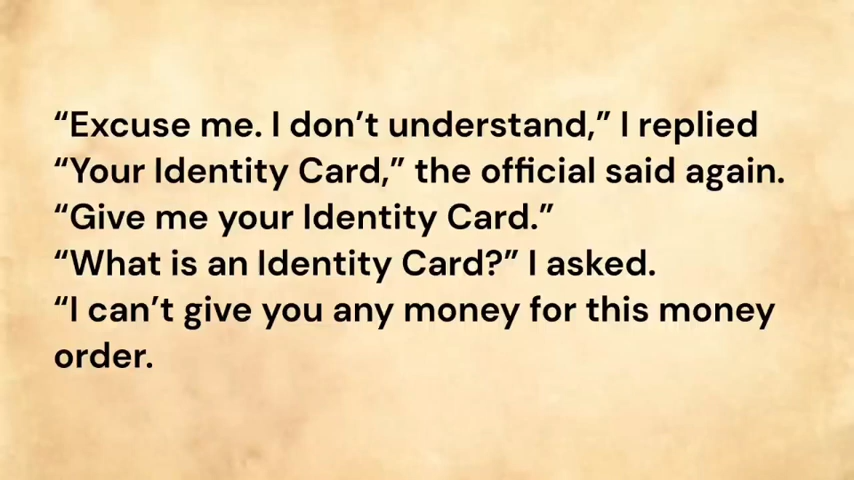 “Excuse me. I don’t understand,” I replied
“Your Identity Card,” the official said again.
“Give me your Identity Card.”
“What is an Identity Card?” I asked.
“I can’t give you any money for this money
order.